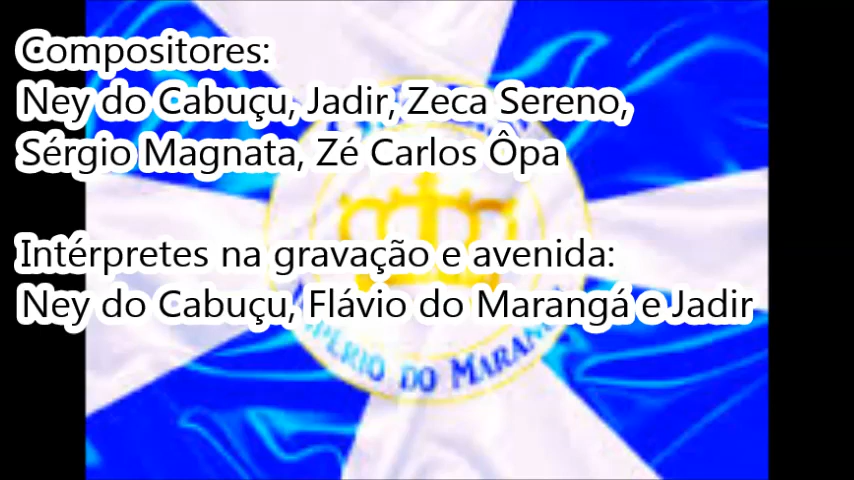 Compositores:
Ney do Cabuçu, Jadir, Zeca Sereno,
Sérgio Magnata, Zé Carlos Ôpa
Intérpretes na gravação e avenida:
Ney do Cabuçu, Flávio do Marangá e Jadir
DO